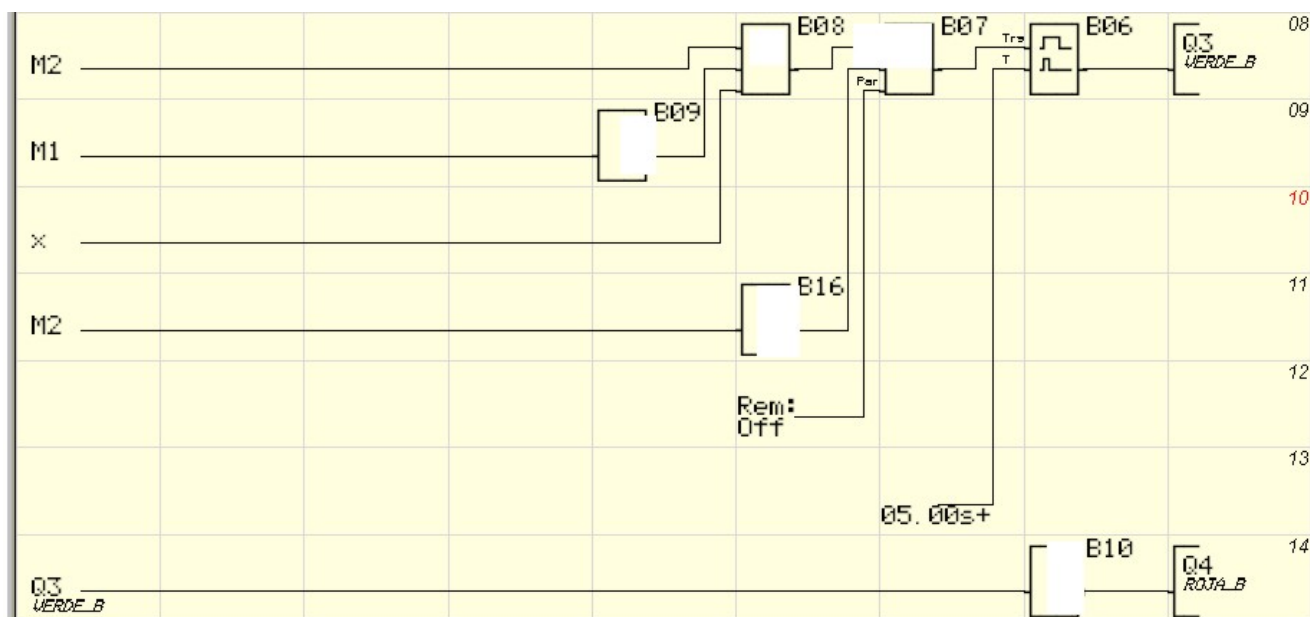 B08
B07
B06
08
Q3
VERDE_B
M2
Trg
T
Par
B09
09
M1
10
X
B16
11
M2
12
Rem:
Off
13
05.00s+
B10
14
Q4
ROJA_B
Q3
VERDE_B